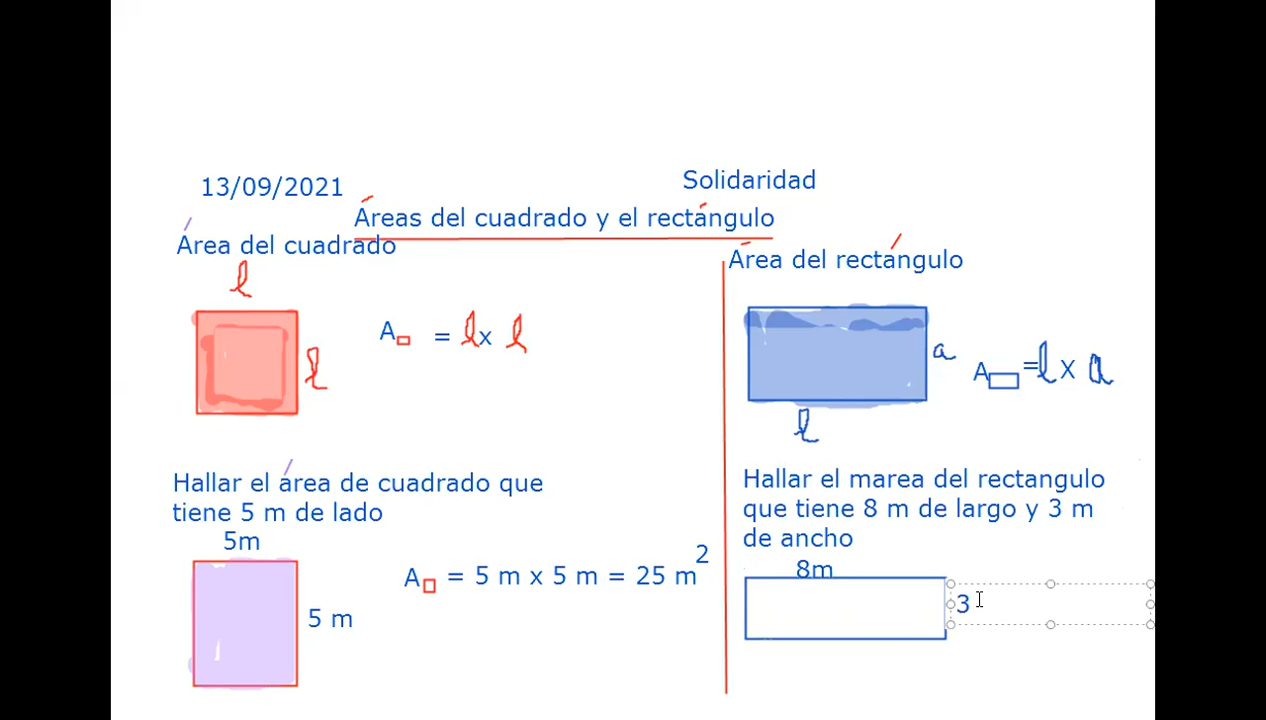 13/09/2021
Solidaridad
Áreas del cuadrado y el rectángulo
Área del cuadrado
l
l
A = l x l
Hallar el área de cuadrado que
tiene 5 m de lado
5m
5 m
A = 5 m x 5 m = 25 m²
Área del rectángulo
a
l
A = l x a
Hallar el marea del rectangulo
que tiene 8 m de largo y 3 m
de ancho
8m
3